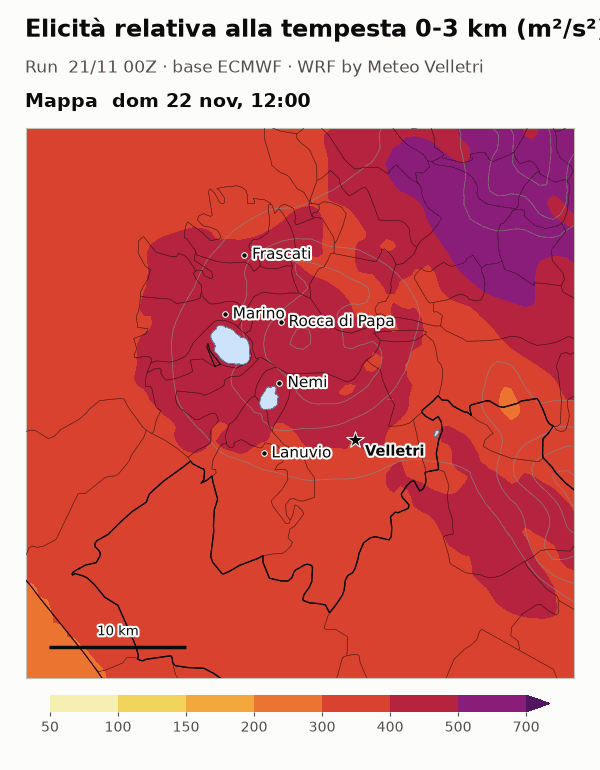 Elicità relativa alla tempesta 0-3 km (m²/s²)
Run  21/11 00Z · base ECMWF · WRF by Meteo Velletri
Mappa  dom 22 nov, 12:00
Frascati
Marino
Rocca di Papa
Nemi
Lanuvio
Velletri
10 km
50 100 150 200 300 400 500 700